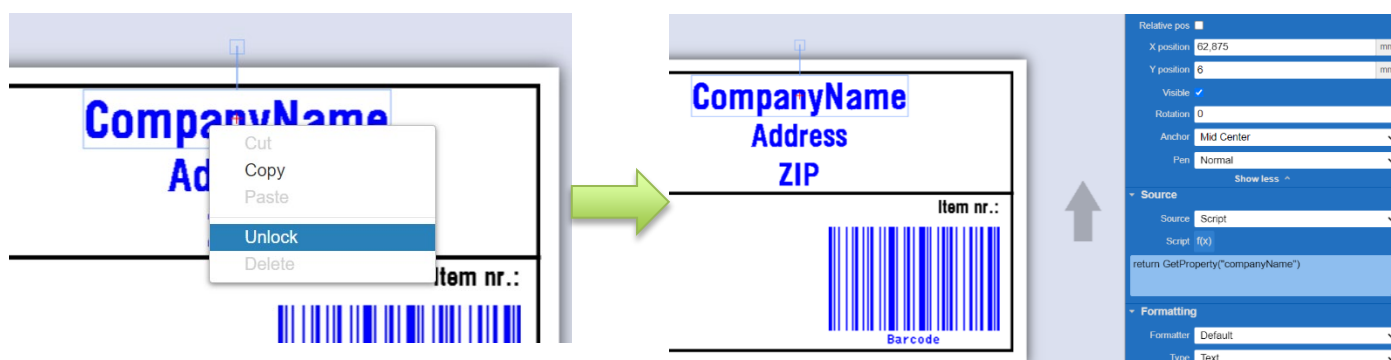 CompanyName
Cut
Copy
Paste
Unlock
Delete
Item nr.:
CompanyName
Address
ZIP
Item nr.:
Barcode
Relative pos
X position 62,875 mm
Y position 6 mm
Visible
Rotation 0
Anchor Mid Center
Pen Normal
Show less
Source
Source Script
Script f(x)
return GetProperty("companyName")
Formatting
Formatter Default
Type Text